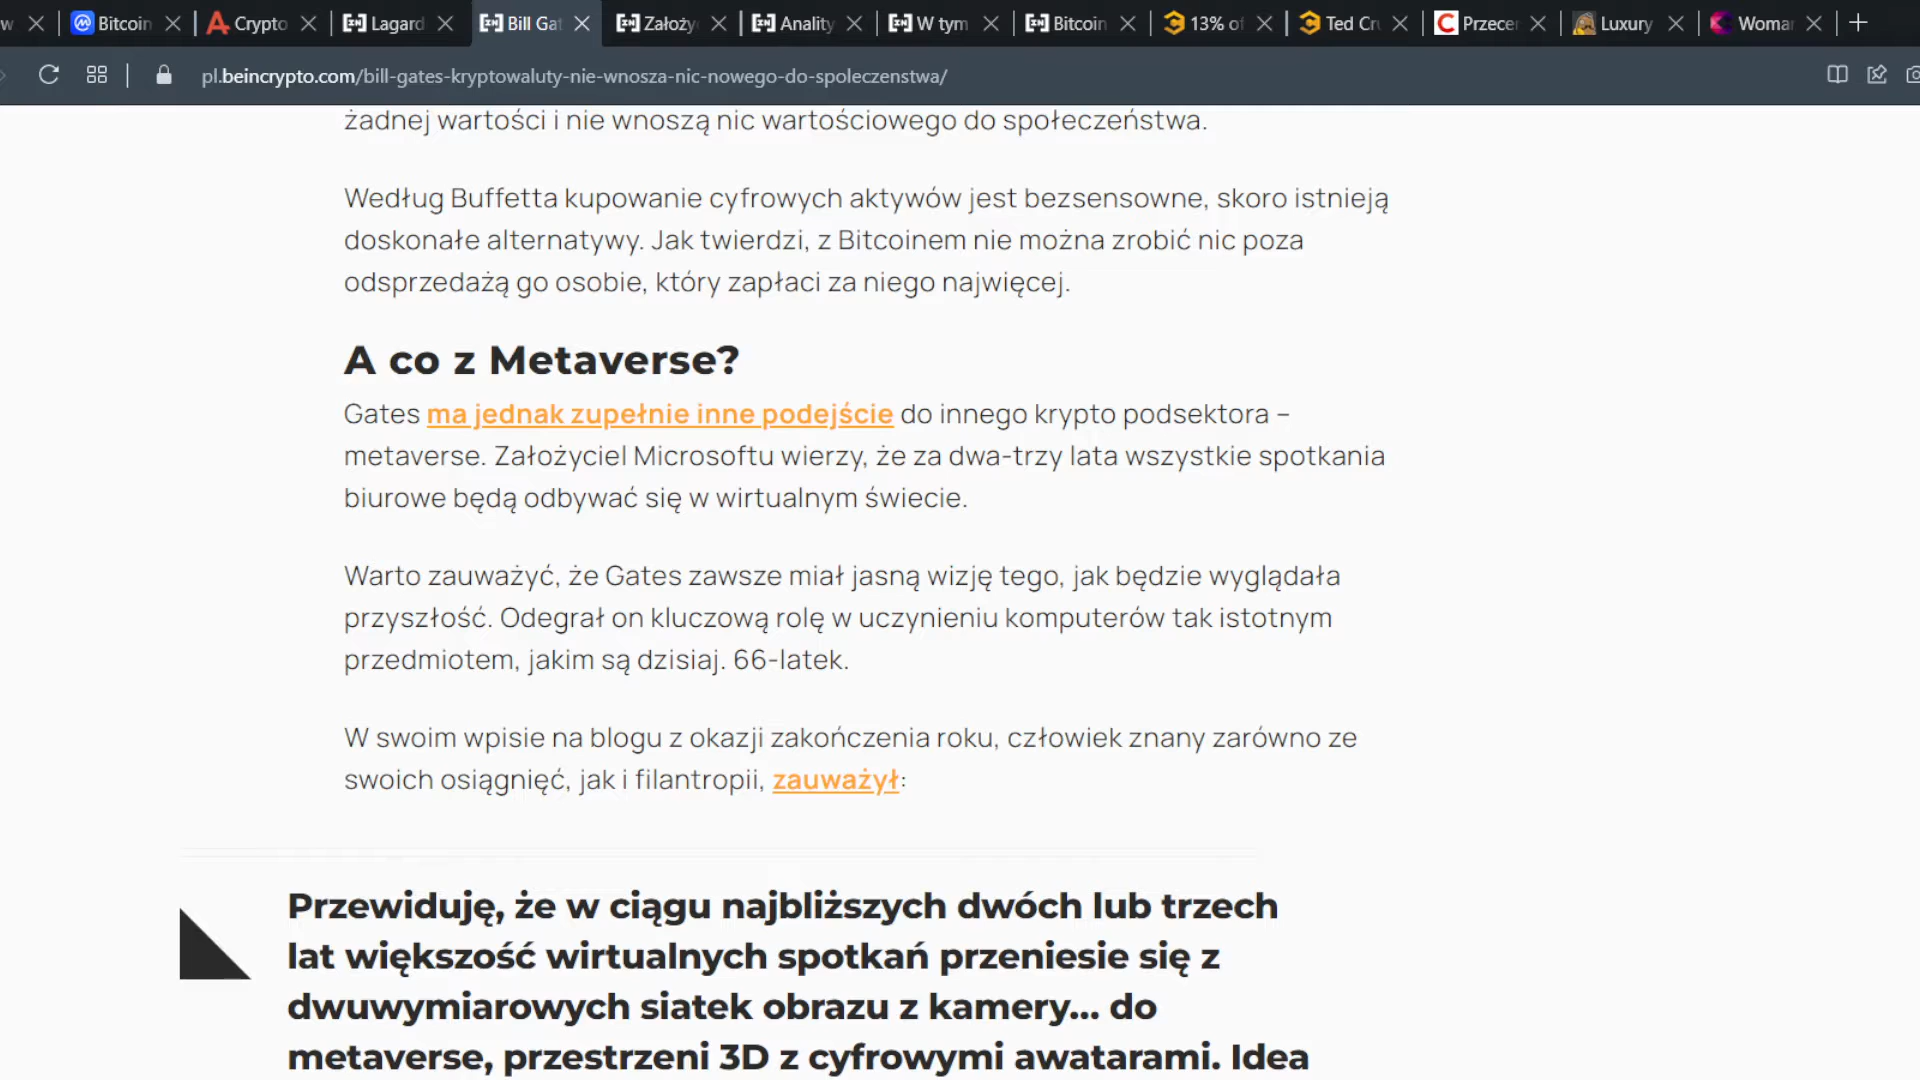 w
Bitcoin
Crypto
Lagard
Bill Gat
Założy
Anality
W tym
Bitcoin
13% of
Ted Cru
Przecen
Luxury
Woman
pl.beincrypto.com/bill-gates-kryptowaluty-nie-wnosza-nic-nowego-do-spoleczenstwa/
żadnej wartości i nie wnoszą nic wartościowego do społeczeństwa.
Według Buffetta kupowanie cyfrowych aktywów jest bezsensowne, skoro istnieją
doskonałe alternatywy. Jak twierdzi, z Bitcoinem nie można zrobić nic poza
odsprzedażą go osobie, który zapłaci za niego najwięcej.
A co z Metaverse?
Gates ma jednak zupełnie inne podejście do innego krypto podsektora –
metaverse. Założyciel Microsoftu wierzy, że za dwa-trzy lata wszystkie spotkania
biurowe będą odbywać się w wirtualnym świecie.
Warto zauważyć, że Gates zawsze miał jasną wizję tego, jak będzie wyglądała
przyszłość. Odegrał on kluczową rolę w uczynieniu komputerów tak istotnym
przedmiotem, jakim są dzisiaj. 66-latek.
W swoim wpisie na blogu z okazji zakończenia roku, człowiek znany zarówno ze
swoich osiągnięć, jak i filantropii, zauważył:
Przewiduję, że w ciągu najbliższych dwóch lub trzech
lat większość wirtualnych spotkań przeniesie się z
dwuwymiarowych siatek obrazu z kamery... do
metaverse, przestrzeni 3D z cyfrowymi awatarami. Idea